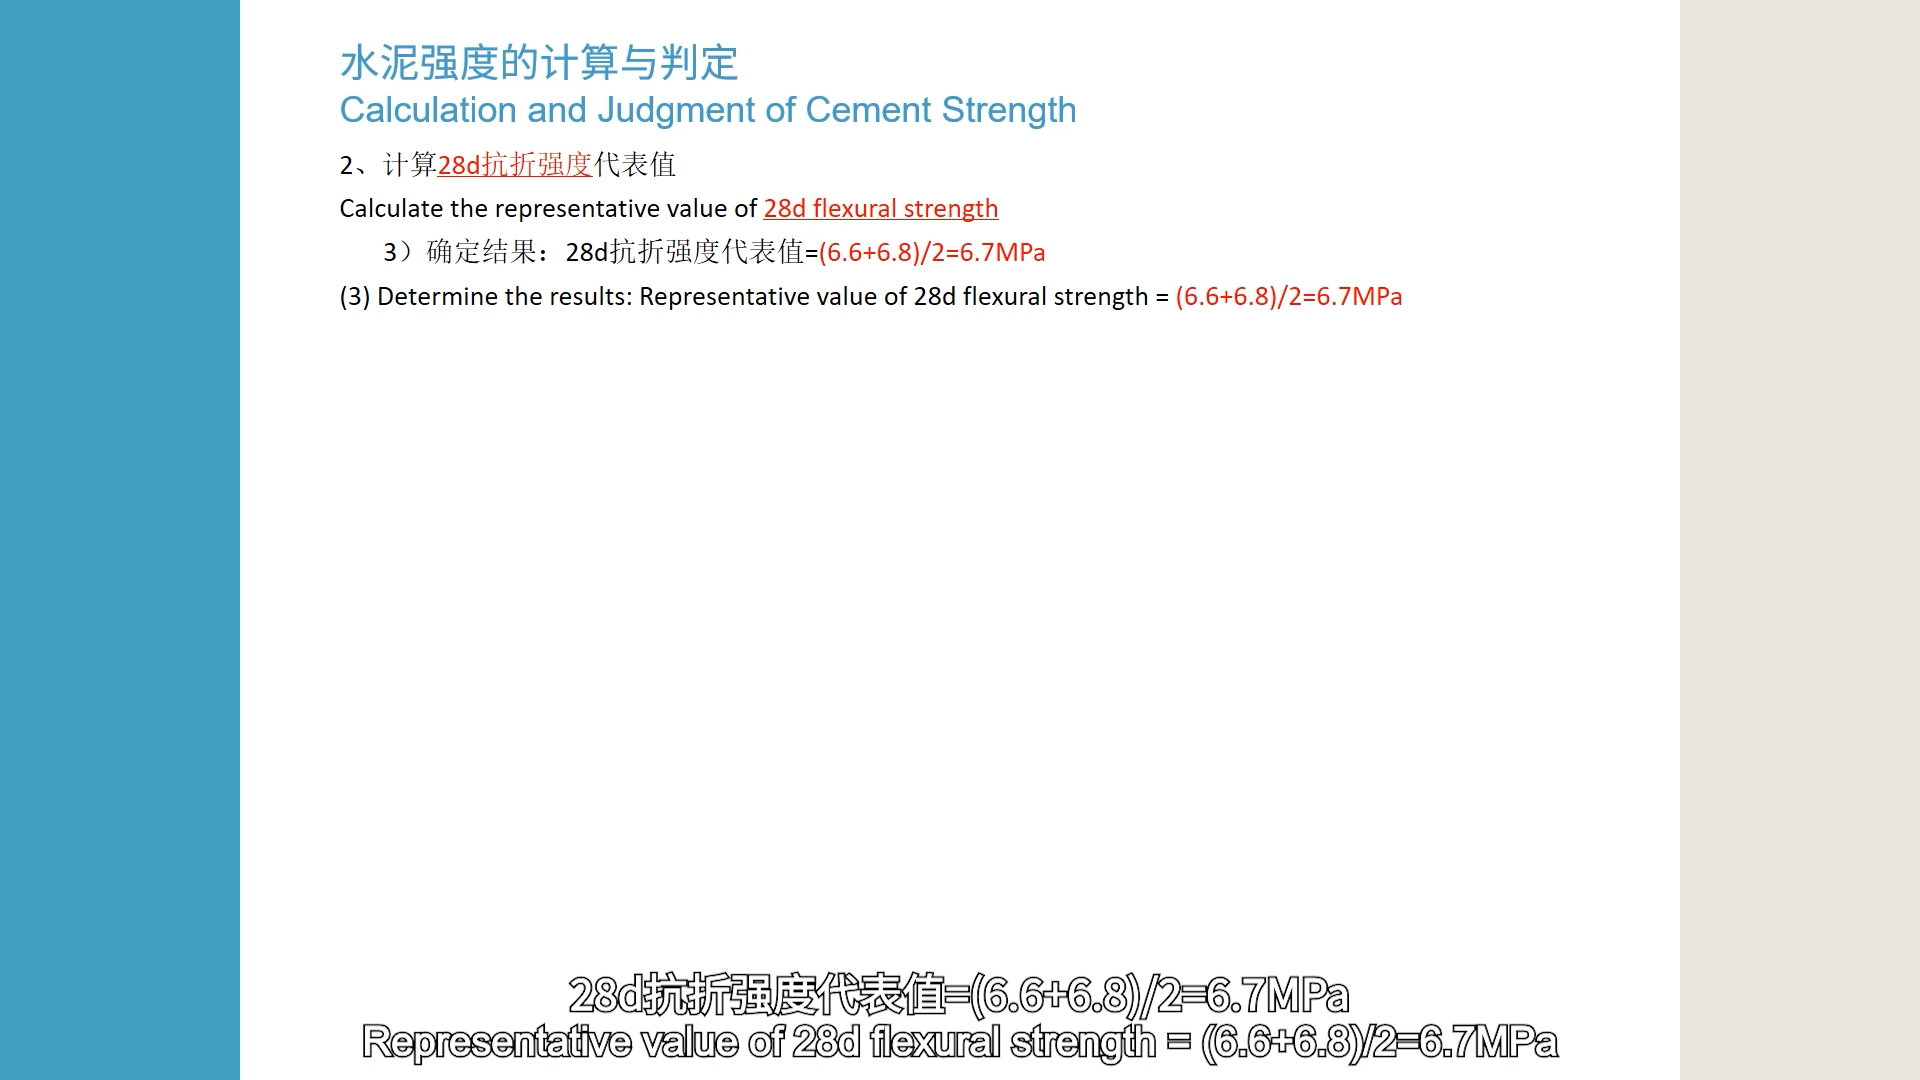 水泥强度的计算与判定
Calculation and Judgment of Cement Strength
2、计算28d抗折强度代表值
Calculate the representative value of 28d flexural strength
3）确定结果：28d抗折强度代表值=(6.6+6.8)/2=6.7MPa
(3) Determine the results: Representative value of 28d flexural strength = (6.6+6.8)/2=6.7MPa
28d抗折强度代表值=(6.6+6.8)/2=6.7MPa
Representative value of 28d flexural strength = (6.6+6.8)/2=6.7MPa